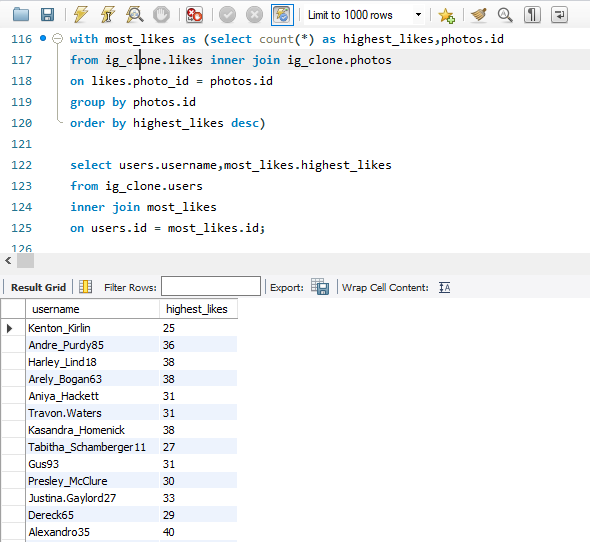 Limit to 1000 rows
116 with most_likes as (select count(*) as highest_likes,photos.id
117 from ig_clone.likes inner join ig_clone.photos
118 on likes.photo_id = photos.id
119 group by photos.id
120 order by highest_likes desc)
121
122 select users.username,most_likes.highest_likes
123 from ig_clone.users
124 inner join most_likes
125 on users.id = most_likes.id;
126
Result Grid Filter Rows: Export: Wrap Cell Content:
username highest_likes
Kenton_Kirlin 25
Andre_Purdy85 36
Harley_Lind18 38
Arely_Bogan63 38
Aniya_Hackett 31
Travon.Waters 31
Kasandra_Homenick 38
Tabitha_Schamberger11 27
Gus93 31
Presley_McClure 30
Justina.Gaylord27 33
Dereck65 29
Alexandro35 40